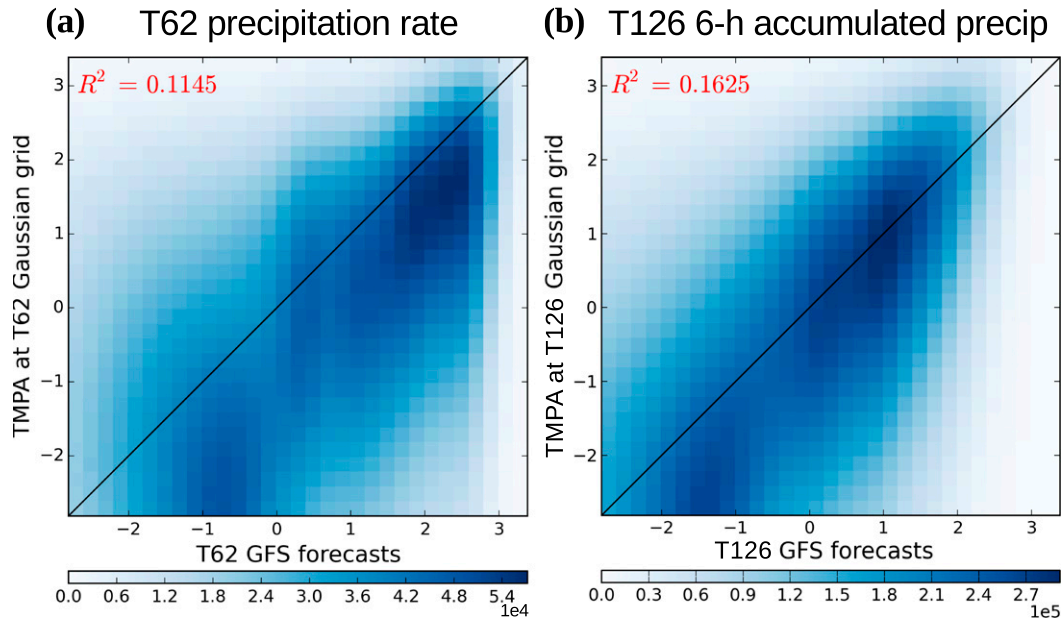 (a) T62 precipitation rate
R² = 0.1145
TMPA at T62 Gaussian grid
3
2
1
0
−1
−2
−2 −1 0 1 2 3
T62 GFS forecasts
0.0 0.6 1.2 1.8 2.4 3.0 3.6 4.2 4.8 5.4
1e4
(b) T126 6-h accumulated precip
R² = 0.1625
TMPA at T126 Gaussian grid
3
2
1
0
−1
−2
−2 −1 0 1 2 3
T126 GFS forecasts
0.0 0.3 0.6 0.9 1.2 1.5 1.8 2.1 2.4 2.7
1e5